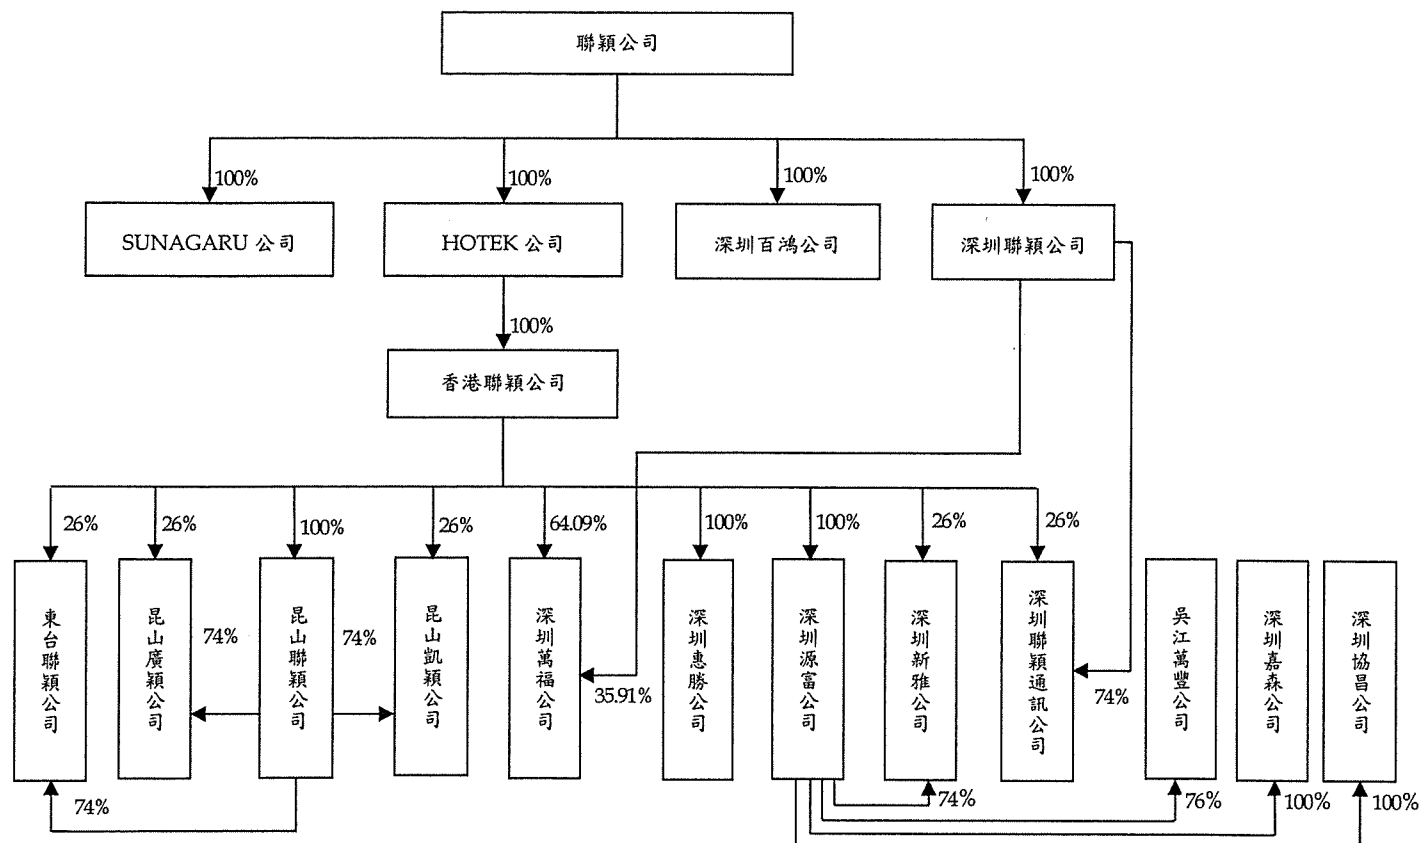 聯穎公司
100%
100%
100%
100%
SUNAGARU 公司
HOTEK 公司
深圳百鴻公司
深圳聯穎公司
100%
香港聯穎公司
26%
26%
100%
26%
64.09%
100%
100%
26%
26%
東台聯穎公司
昆山廣穎公司
74%
昆山聯穎公司
74%
昆山凱穎公司
深圳萬福公司
35.91%
深圳惠勝公司
深圳源富公司
深圳新雅公司
深圳聯穎通訊公司
74%
吳江萬豐公司
深圳嘉森公司
深圳協昌公司
74%
74%
76%
100%
100%